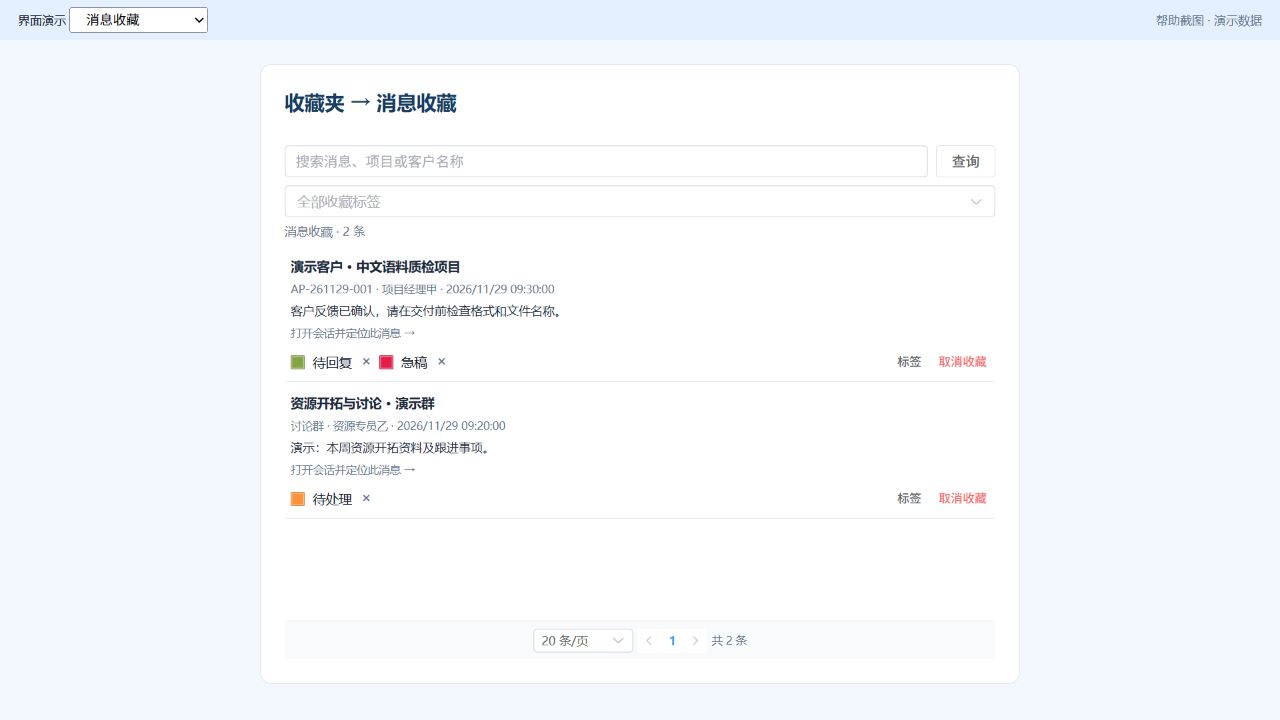 界面演示 消息收藏 帮助截图 · 演示数据
收藏夹 → 消息收藏
搜索消息、项目或客户名称 查询
全部收藏标签
消息收藏 · 2 条
演示客户 · 中文语料质检项目
AP-261129-001 · 项目经理甲 · 2026/11/29 09:30:00
客户反馈已确认，请在交付前检查格式和文件名称。
打开会话并定位此消息 →
待回复 × 急稿 × 标签 取消收藏
资源开拓与讨论 · 演示群
讨论群 · 资源专员乙 · 2026/11/29 09:20:00
演示：本周资源开拓资料及跟进事项。
打开会话并定位此消息 →
待处理 × 标签 取消收藏
20 条/页 1 共 2 条